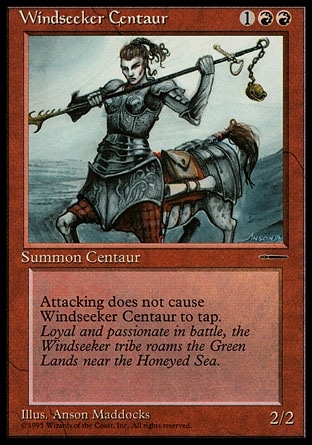 Windseeker Centaur 1
ANSON M
Summon Centaur
Attacking does not cause
Windseeker Centaur to tap.
Loyal and passionate in battle, the
Windseeker tribe roams the Green
Lands near the Honeyed Sea.
2/2
Illus. Anson Maddocks
©1995 Wizards of the Coast, Inc. All rights reserved.